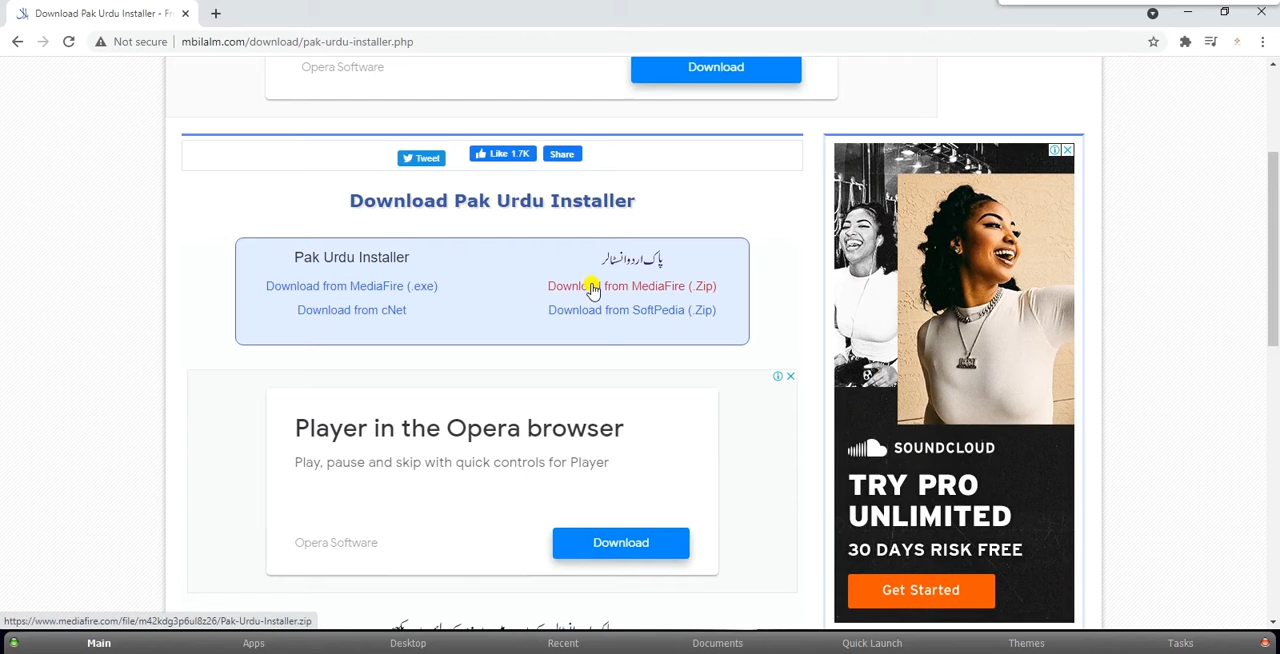 Download Pak Urdu Installer - Fr
Not secure
mbilalm.com/download/pak-urdu-installer.php
Opera Software
Download
Tweet
Like 1.7K
Share
Download Pak Urdu Installer
Pak Urdu Installer
پاک اردو انسٹالر
Download from MediaFire (.exe)
Download from MediaFire (.Zip)
Download from cNet
Download from SoftPedia (.Zip)
Player in the Opera browser
Play, pause and skip with quick controls for Player
Opera Software
Download
SOUNDCLOUD
TRY PRO
UNLIMITED
30 DAYS RISK FREE
Get Started
https://www.mediafire.com/file/m42kdg3p6ul8z26/Pak-Urdu-Installer.zip
Main
Apps
Desktop
Recent
Documents
Quick Launch
Themes
Tasks